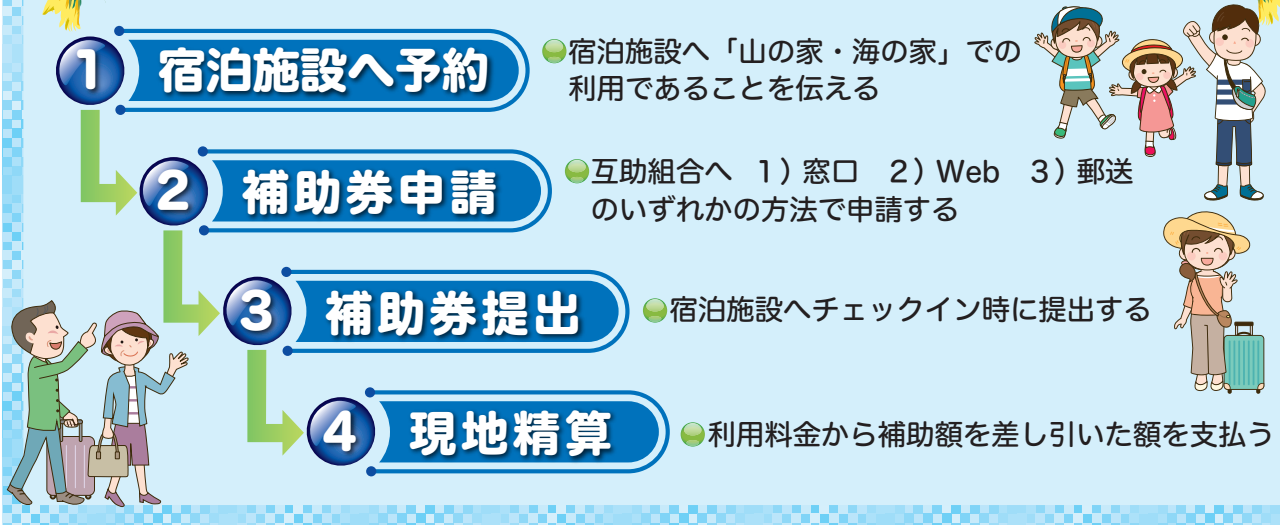 1 宿泊施設へ予約
●宿泊施設へ「山の家・海の家」での
利用であることを伝える
2 補助券申請
●互助組合へ 1）窓口 2）Web 3）郵送
のいずれかの方法で申請する
3 補助券提出
●宿泊施設へチェックイン時に提出する
4 現地精算
●利用料金から補助額を差し引いた額を支払う